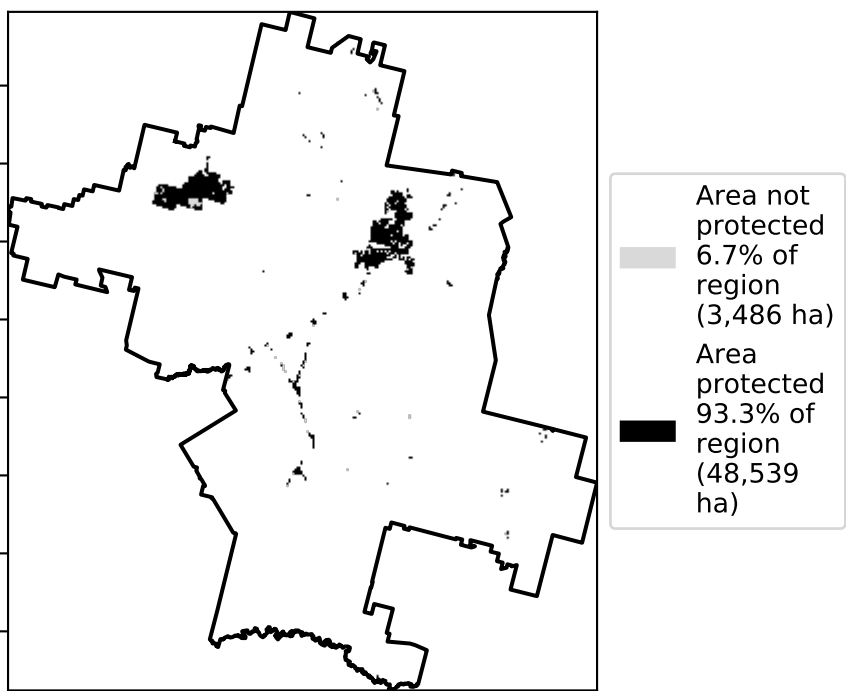 Area not
protected
6.7% of
region
(3,486 ha)
Area
protected
93.3% of
region
(48,539
ha)